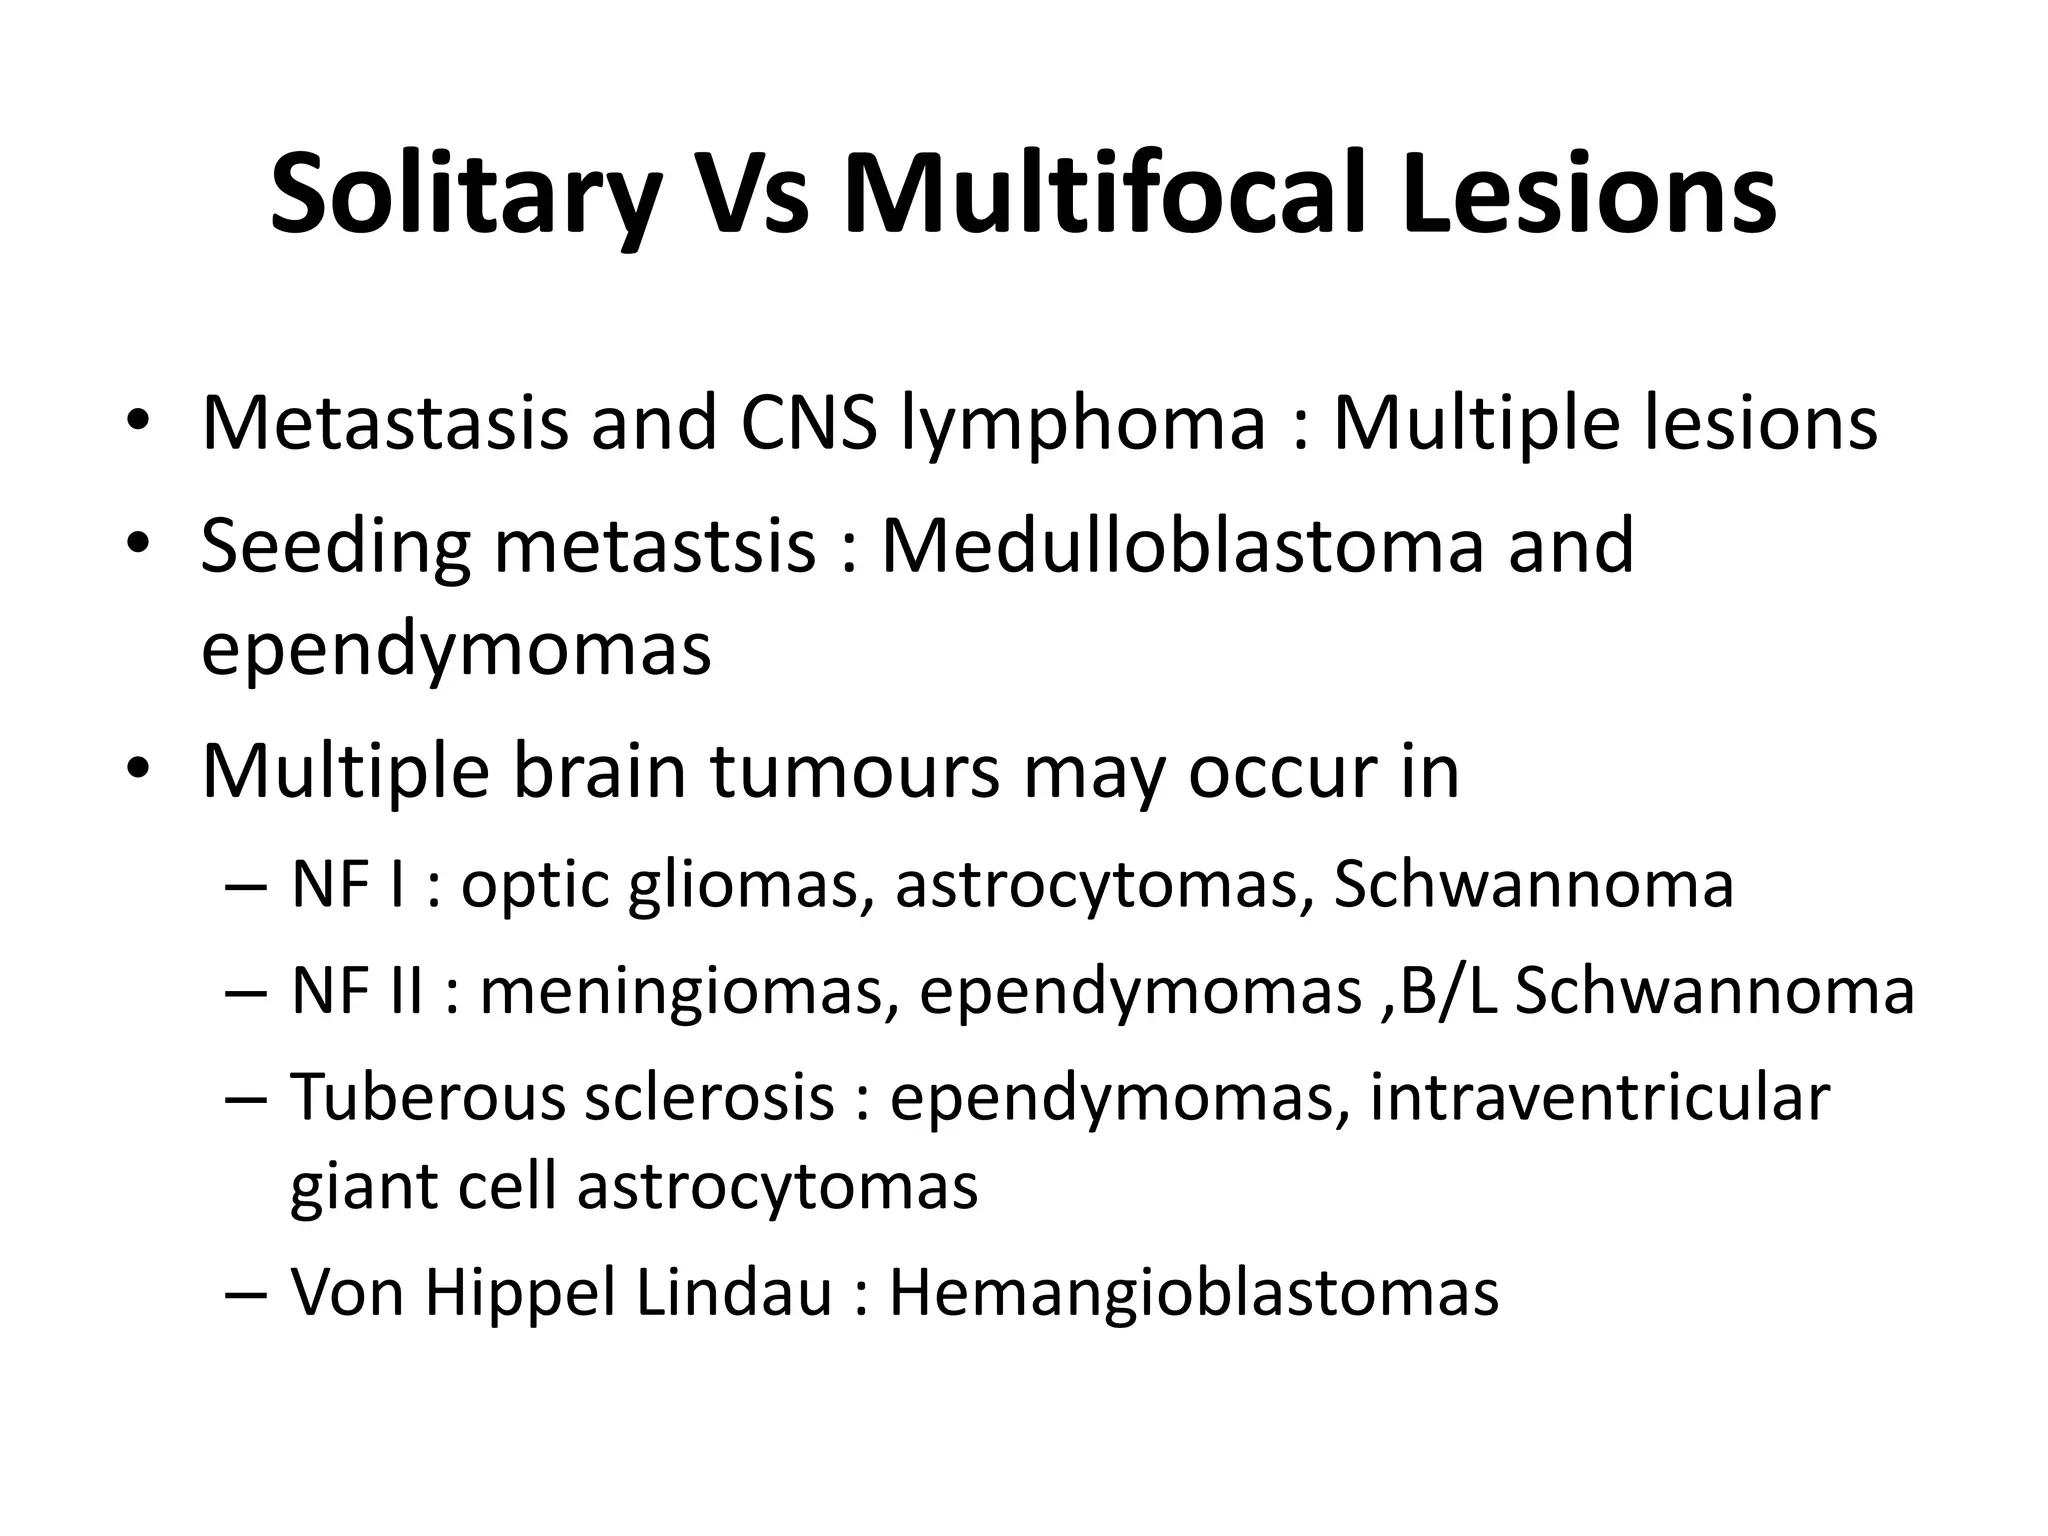 Solitary Vs Multifocal Lesions
• Metastasis and CNS lymphoma : Multiple lesions
• Seeding metastsis : Medulloblastoma and
ependymomas
• Multiple brain tumours may occur in
– NF I : optic gliomas, astrocytomas, Schwannoma
– NF II : meningiomas, ependymomas ,B/L Schwannoma
– Tuberous sclerosis : ependymomas, intraventricular
giant cell astrocytomas
– Von Hippel Lindau : Hemangioblastomas